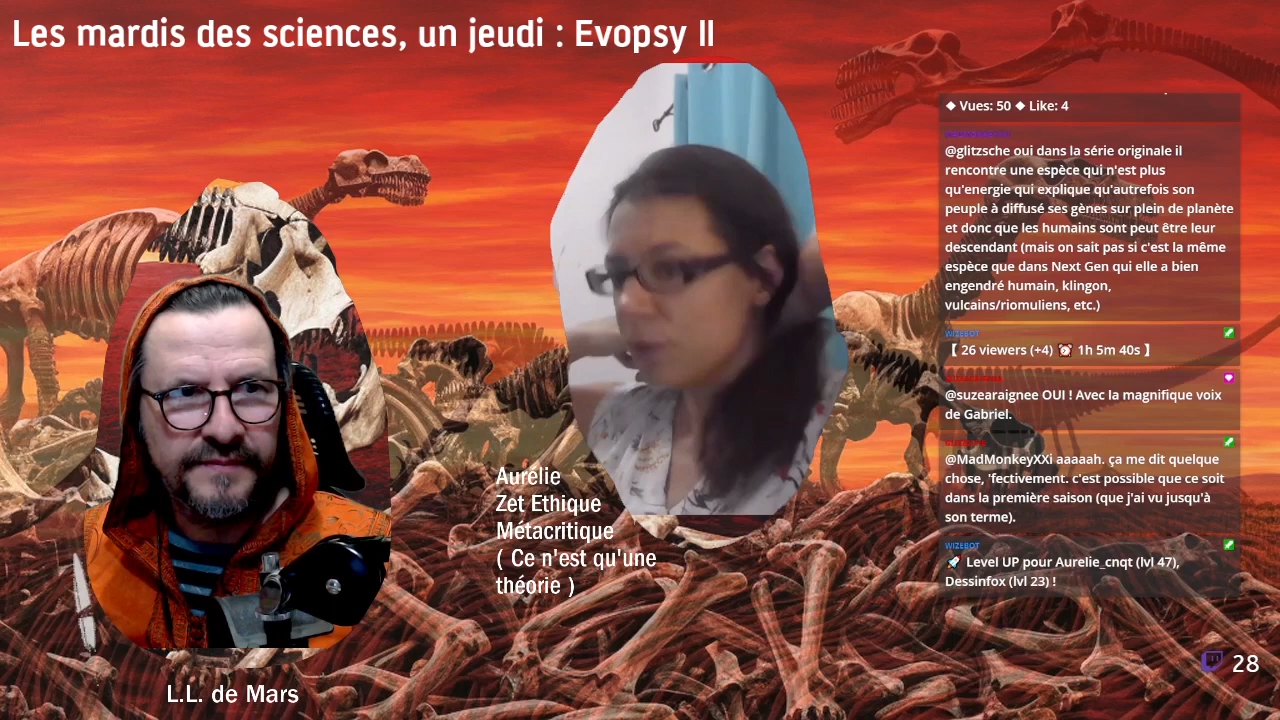 Les mardis des sciences, un jeudi : Evopsy II
◆ Vues: 50 ◆ Like: 4
@glitzsche oui dans la série originale il
rencontre une espèce qui n'est plus
qu'energie qui explique qu'autrefois son
peuple à diffusé ses gènes sur plein de planète
et donc que les humains sont peut être leur
descendant (mais on sait pas si c'est la même
espèce que dans Next Gen qui elle a bien
engendré humain, klingon,
vulcains/riomuliens, etc.)
WIZEBOT
【 26 viewers (+4) ⏰ 1h 5m 40s 】
@suzearaignee OUI ! Avec la magnifique voix
de Gabriel.
@MadMonkeyXXi aaaaah. ça me dit quelque
chose, 'fectivement. c'est possible que ce soit
dans la première saison (que j'ai vu jusqu'à
son terme).
WIZEBOT
🚀 Level UP pour Aurelie_cnqt (lvl 47),
Dessinfox (lvl 23) !
Aurélie
Zet Ethique
Métacritique
( Ce n'est qu'une
théorie )
28
L.L. de Mars